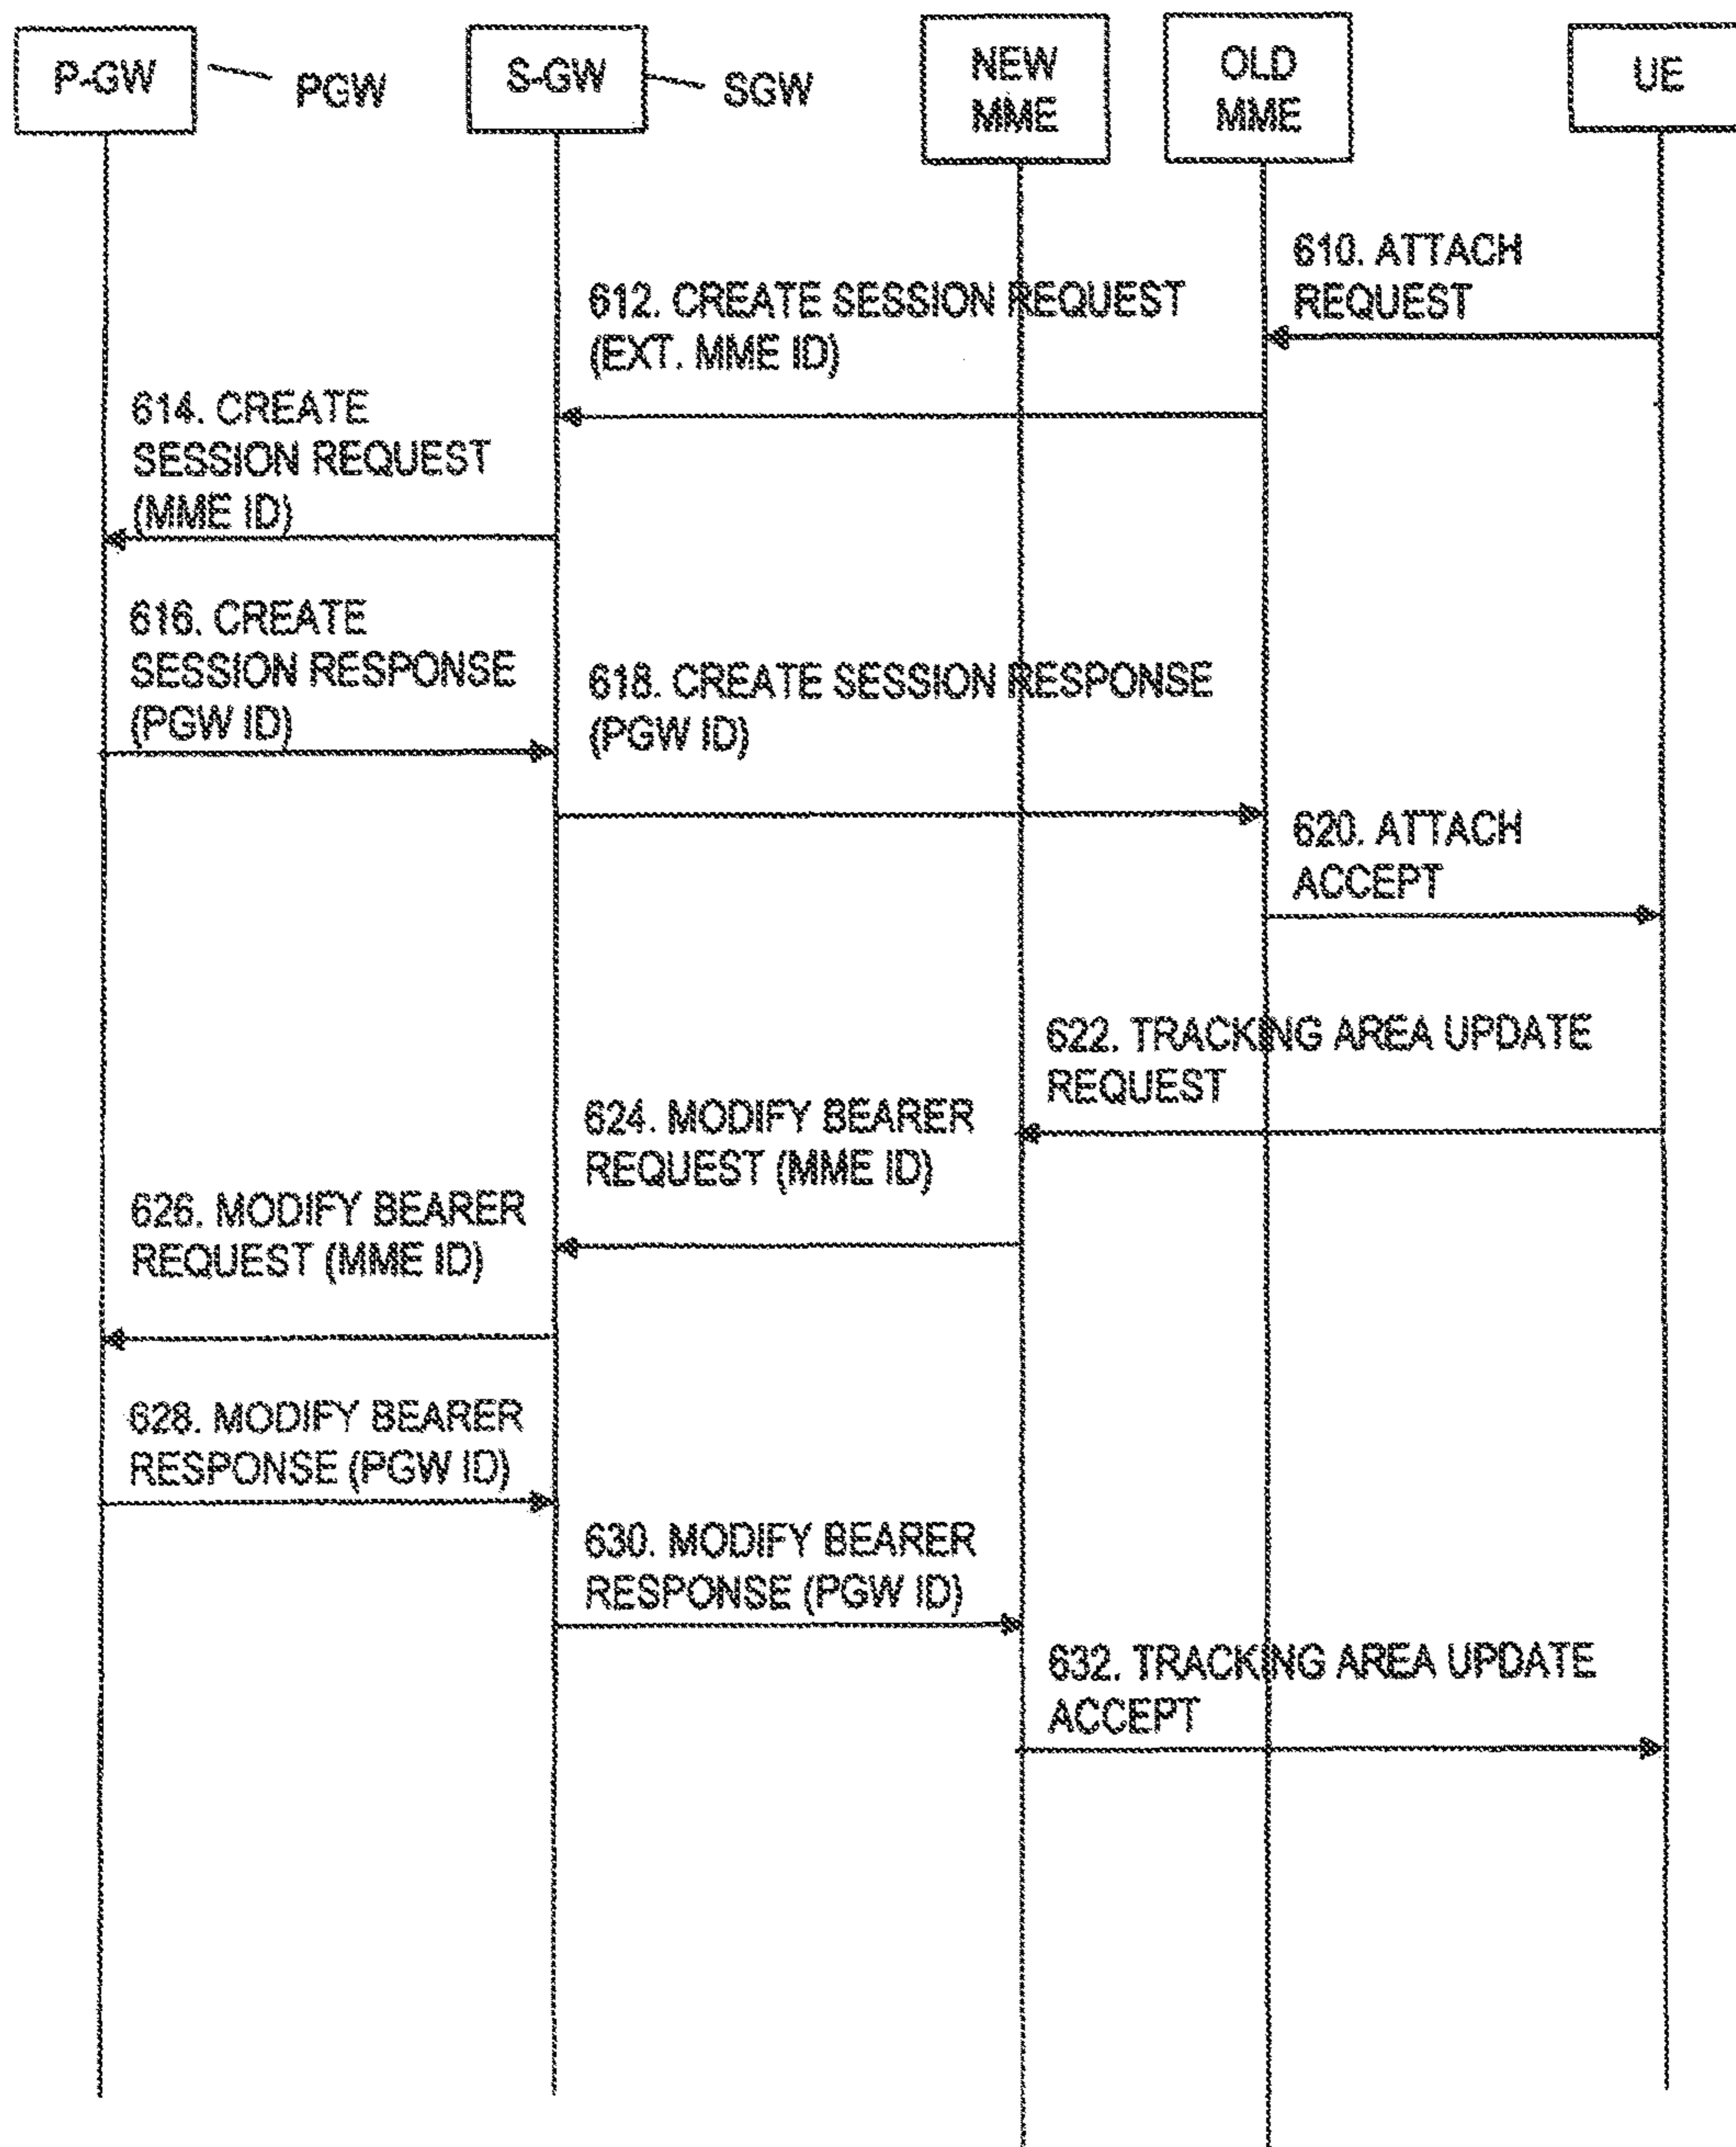 P-GW
PGW
S-GW
SGW
NEW
MME
OLD
MME
UE
610. ATTACH
REQUEST
612. CREATE SESSION REQUEST
(EXT. MME ID)
614. CREATE
SESSION REQUEST
(MME ID)
616. CREATE
SESSION RESPONSE
(PGW ID)
618. CREATE SESSION RESPONSE
(PGW ID)
620. ATTACH
ACCEPT
622. TRACKING AREA UPDATE
REQUEST
624. MODIFY BEARER
REQUEST (MME ID)
626. MODIFY BEARER
REQUEST (MME ID)
628. MODIFY BEARER
RESPONSE (PGW ID)
630. MODIFY BEARER
RESPONSE (PGW ID)
632. TRACKING AREA UPDATE
ACCEPT